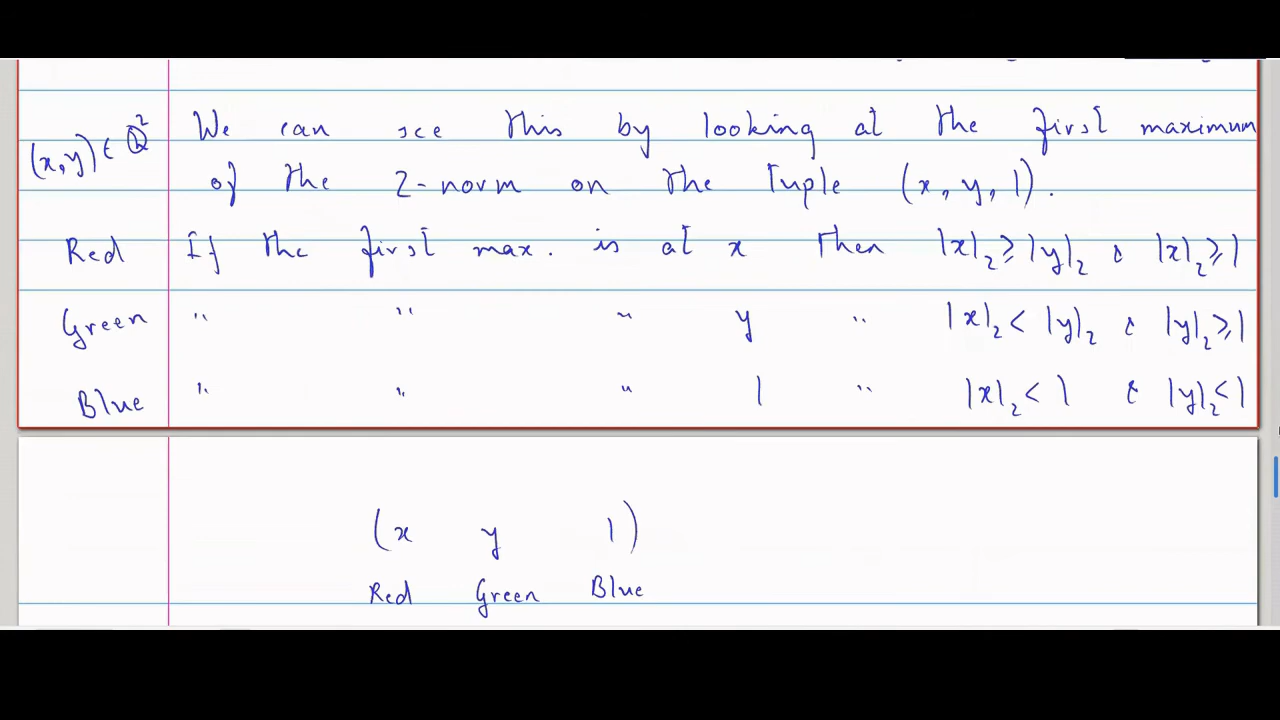 (x,y) ∈ ℚ² We can see this by looking at the first maximum
of the 2-norm on the tuple (x, y, 1).
Red If the first max. is at x then |x|₂ ≥ |y|₂ & |x|₂ ≥ 1
Green " " " y " |x|₂ < |y|₂ & |y|₂ ≥ 1
Blue " " " 1 " |x|₂ < 1 & |y|₂ < 1
(x y 1)
Red Green Blue